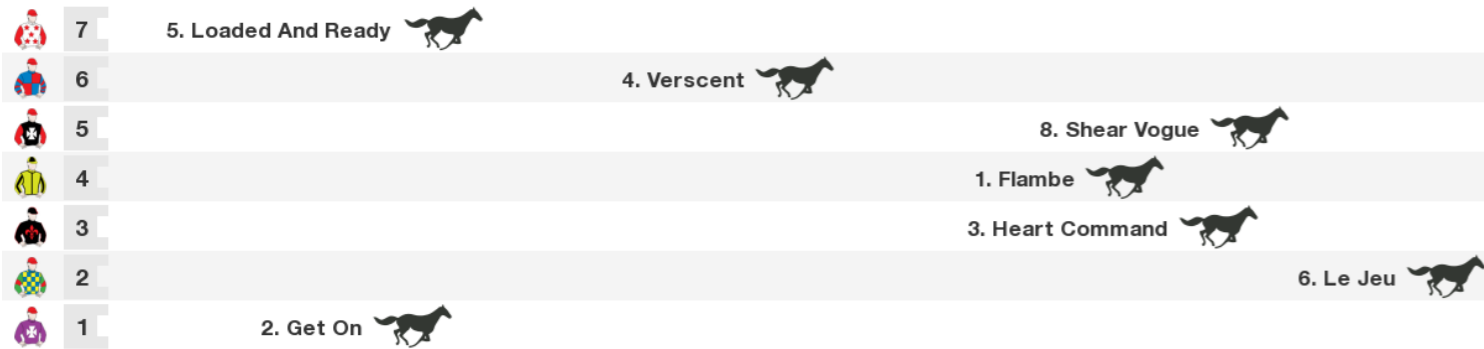 7 5. Loaded And Ready
6 4. Verscent
5 8. Shear Vogue
4 1. Flambe
3 3. Heart Command
2 6. Le Jeu
1 2. Get On